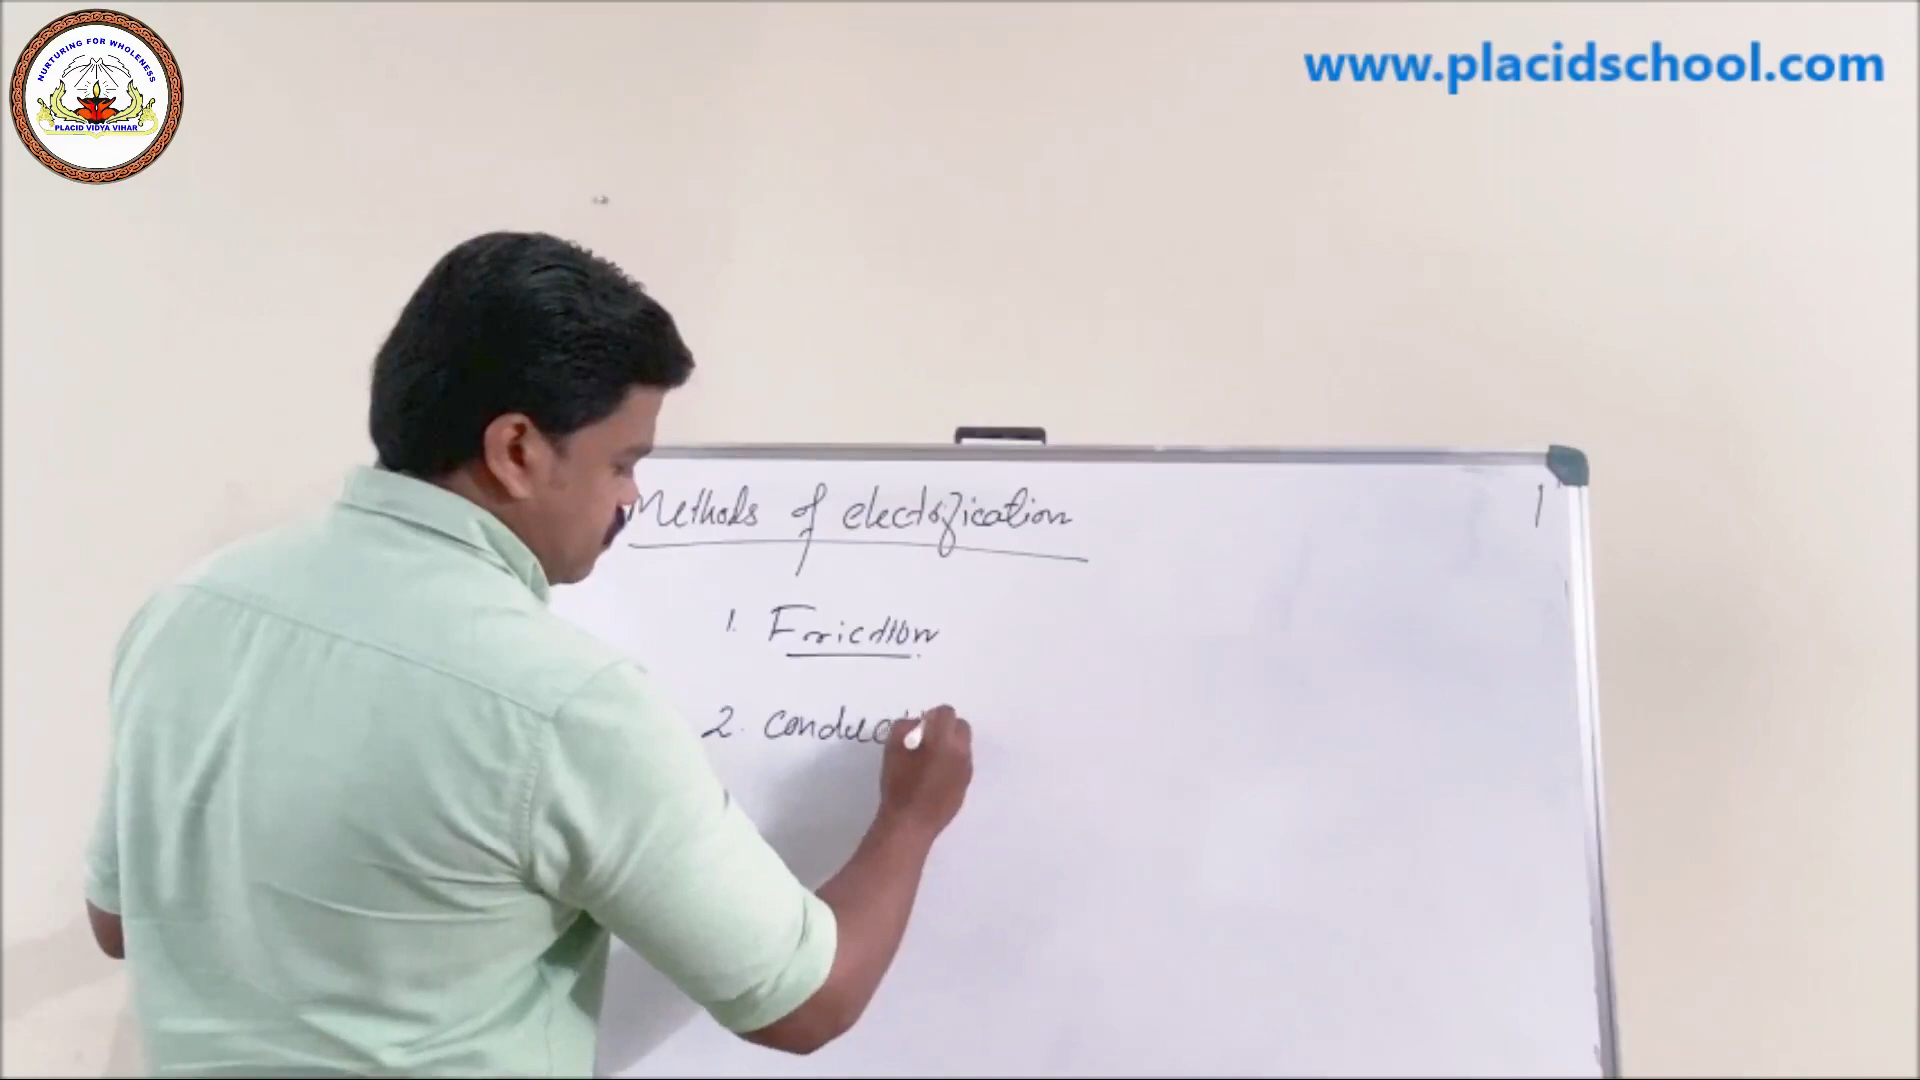 NURTURING FOR WHOLENESS
PLACID VIDYA VIHAR
www.placidschool.com
Methods of electrification
1. Friction
2. Conduct